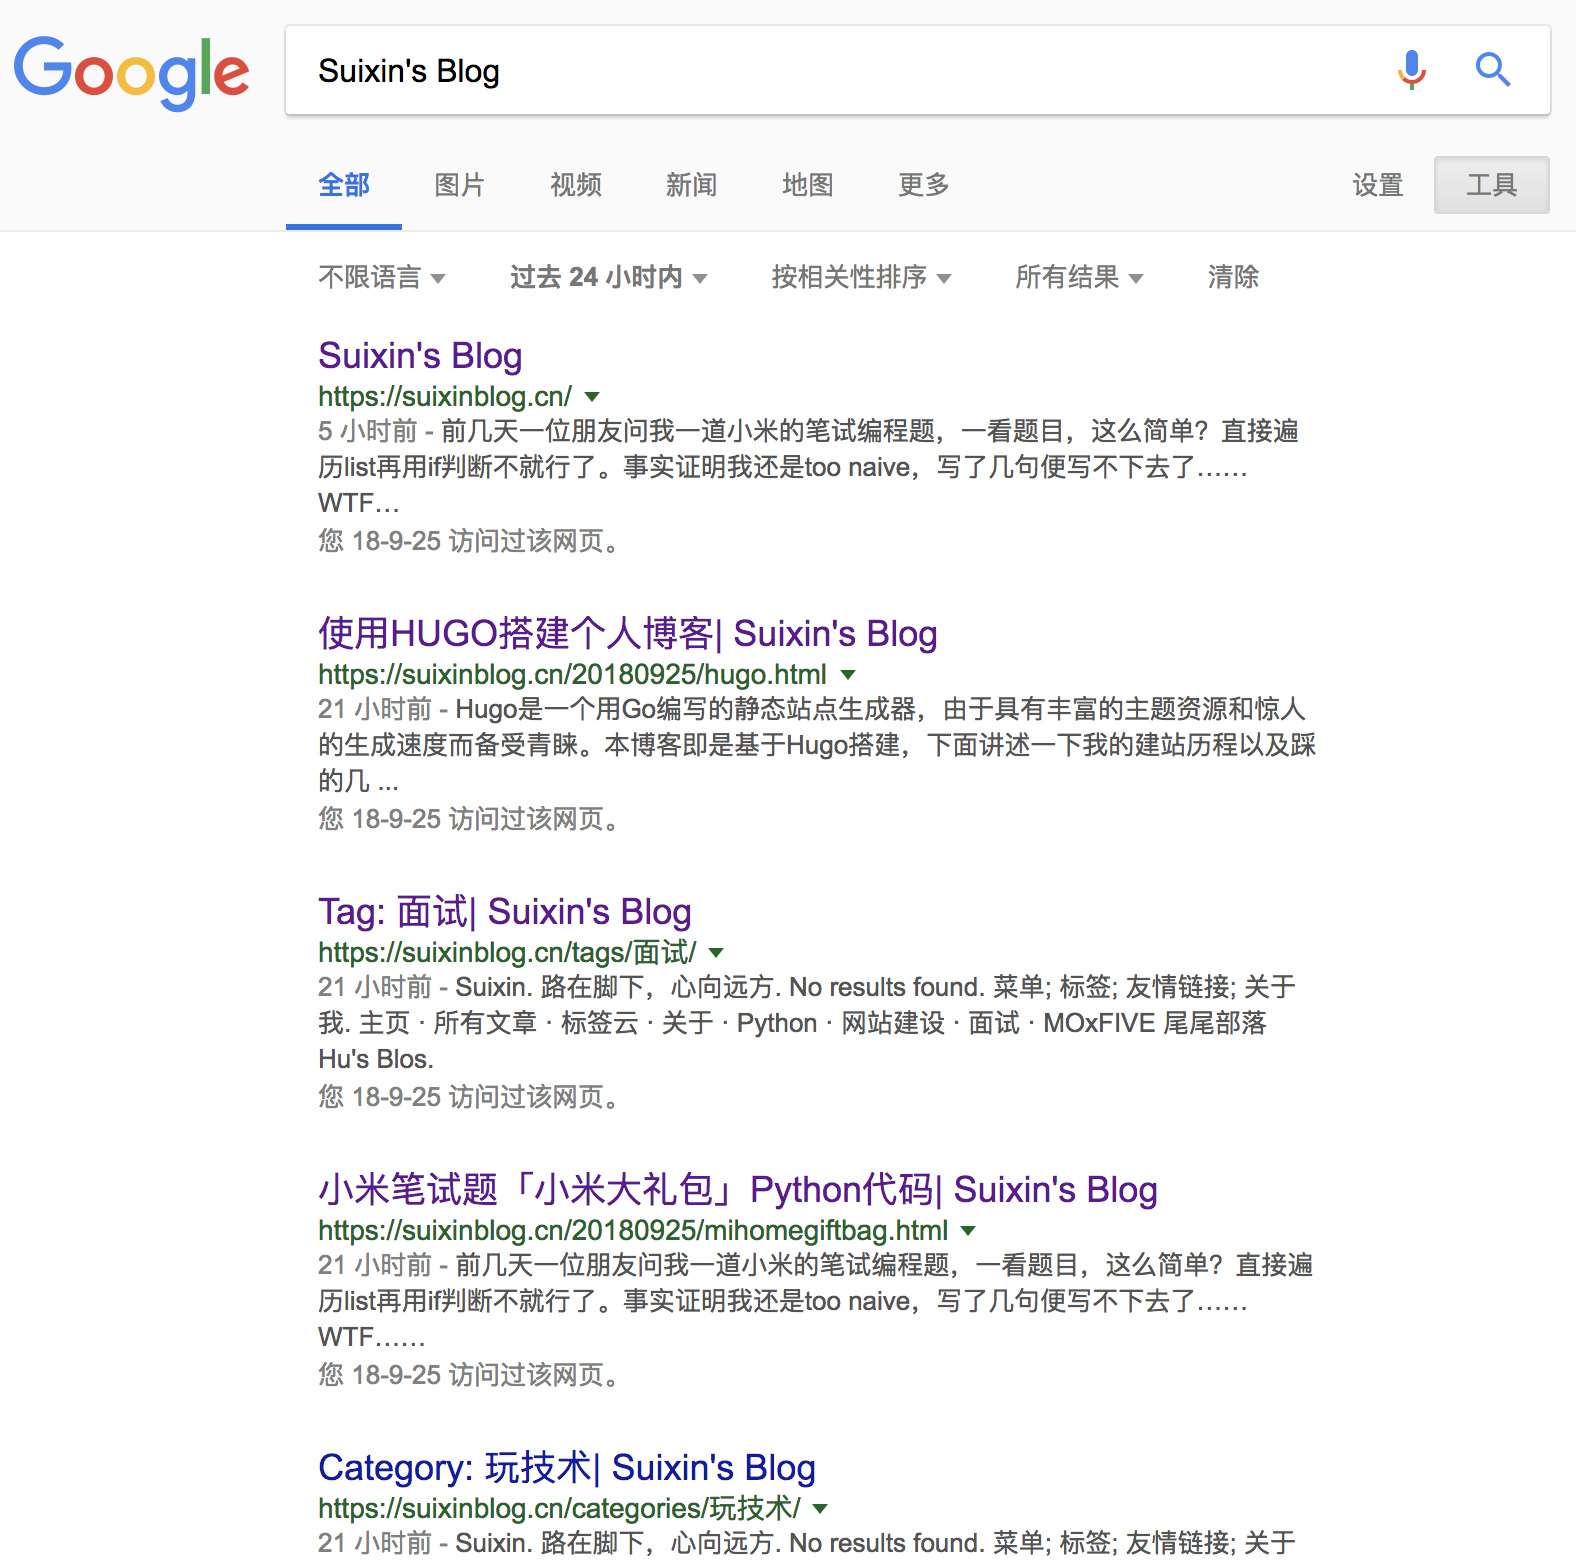 Google
Suixin's Blog
全部 图片 视频 新闻 地图 更多 设置 工具
不限语言 过去 24 小时内 按相关性排序 所有结果 清除
Suixin's Blog
https://suixinblog.cn/
5 小时前 - 前几天一位朋友问我一道小米的笔试编程题，一看题目，这么简单？直接遍
历list再用if判断不就行了。事实证明我还是too naive，写了几句便写不下去了……
WTF…
您 18-9-25 访问过该网页。
使用HUGO搭建个人博客| Suixin's Blog
https://suixinblog.cn/20180925/hugo.html
21 小时前 - Hugo是一个用Go编写的静态站点生成器，由于具有丰富的主题资源和惊人
的生成速度而备受青睐。本博客即是基于Hugo搭建，下面讲述一下我的建站历程以及踩
的几 ...
您 18-9-25 访问过该网页。
Tag: 面试| Suixin's Blog
https://suixinblog.cn/tags/面试/
21 小时前 - Suixin. 路在脚下，心向远方. No results found. 菜单; 标签; 友情链接; 关于
我. 主页 · 所有文章 · 标签云 · 关于 · Python · 网站建设 · 面试 · MOxFIVE 尾尾部落
Hu's Blos.
您 18-9-25 访问过该网页。
小米笔试题「小米大礼包」Python代码| Suixin's Blog
https://suixinblog.cn/20180925/mihomegiftbag.html
21 小时前 - 前几天一位朋友问我一道小米的笔试编程题，一看题目，这么简单？直接遍
历list再用if判断不就行了。事实证明我还是too naive，写了几句便写不下去了……
WTF……
您 18-9-25 访问过该网页。
Category: 玩技术| Suixin's Blog
https://suixinblog.cn/categories/玩技术/
21 小时前 - Suixin. 路在脚下，心向远方. No results found. 菜单; 标签; 友情链接; 关于